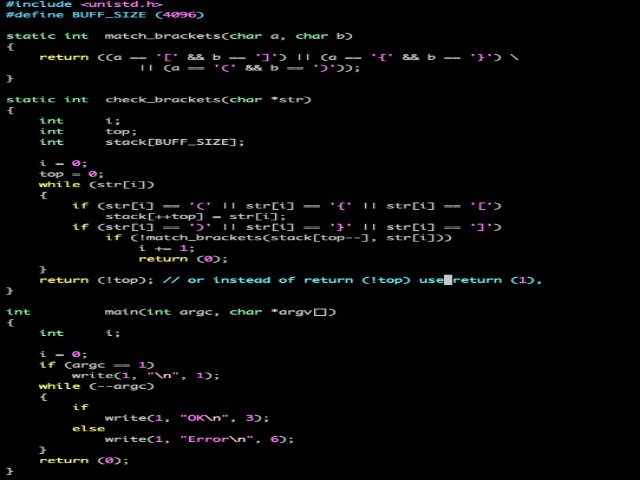 #include <unistd.h>
#define BUFF_SIZE (4096)
static int match_brackets(char a, char b)
{
return ((a == '[' && b == ']') || (a == '{' && b == '}') \
|| (a == '(' && b == ')'));
}
static int check_brackets(char *str)
{
int i;
int top;
int stack[BUFF_SIZE];
i = 0;
top = 0;
while (str[i])
{
if (str[i] == '(' || str[i] == '{' || str[i] == '[')
stack[++top] = str[i];
if (str[i] == ')' || str[i] == '}' || str[i] == ']')
if (!match_brackets(stack[top--], str[i]))
i += 1;
return (0);
}
return (!top); // or instead of return (!top) use return (1),
}
int main(int argc, char *argv[])
{
int i;
i = 0;
if (argc == 1)
write(1, "\n", 1);
while (--argc)
{
if
write(1, "OK\n", 3);
else
write(1, "Error\n", 6);
}
return (0);
}